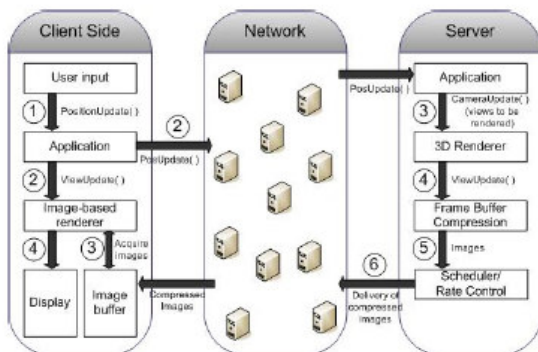 Client Side
User input
1
PositionUpdate( )
Application
2
PosUpdate( )
2
ViewUpdate( )
Image-based
renderer
4
3
Acquire
images
Display
Image
buffer
Network
Compressed
Images
6
Delivery of
compressed
images
Server
PosUpdate( )
Application
3
CameraUpdate( )
(views to be
rendered)
3D Renderer
4
ViewUpdate( )
Frame Buffer
Compression
5
Images
Scheduler/
Rate Control